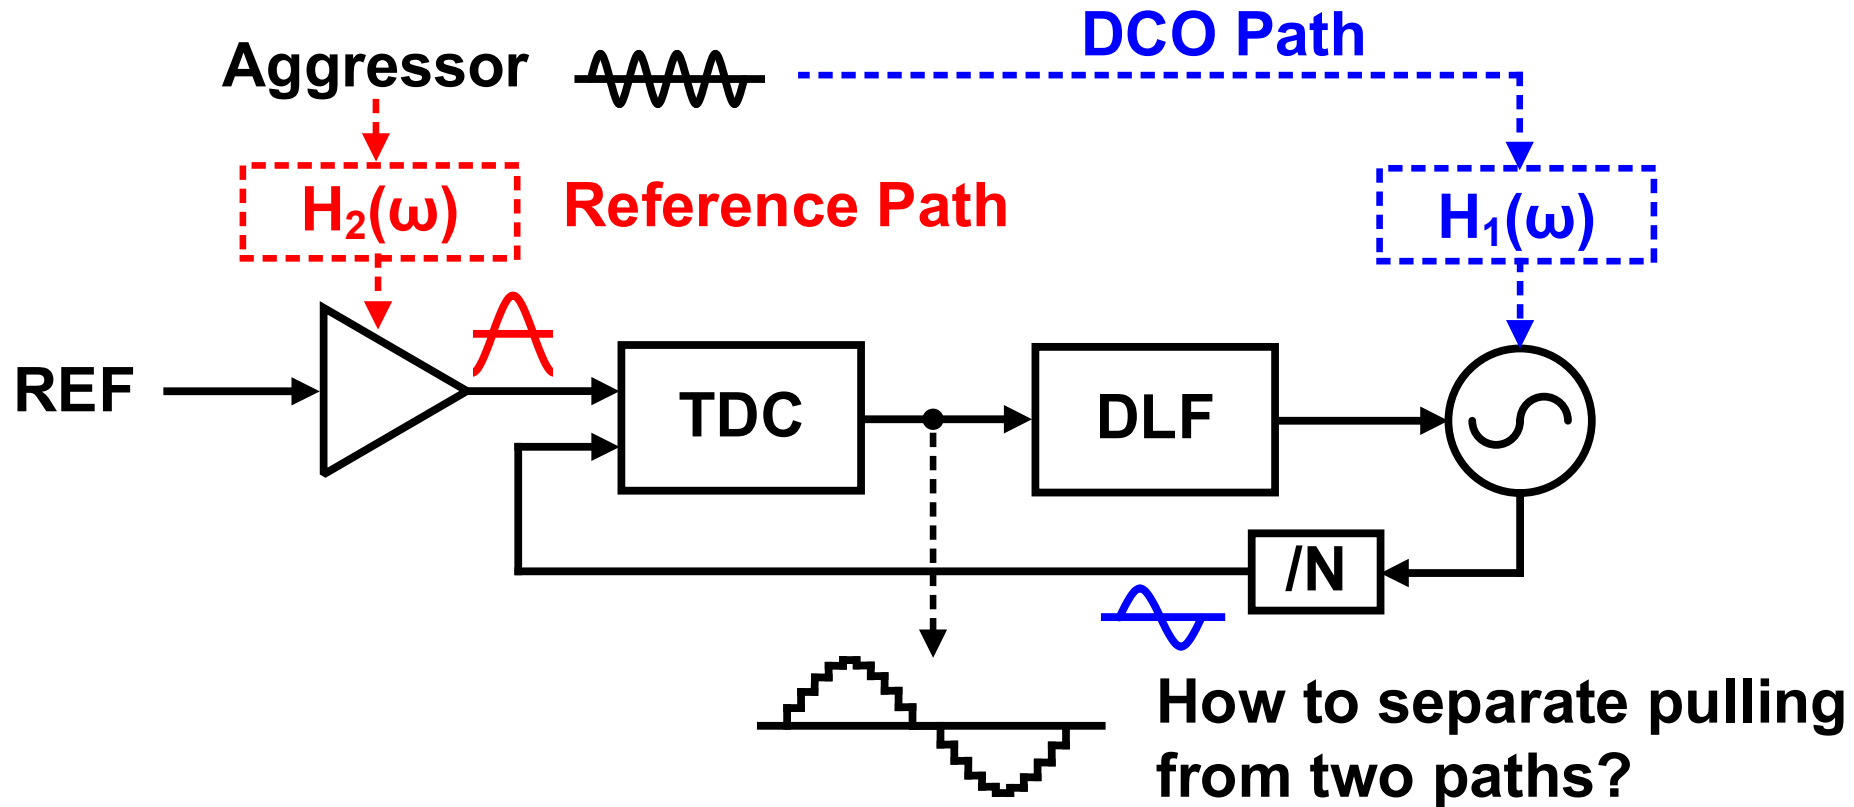 DCO Path
Aggressor
H₂(ω)
Reference Path
H₁(ω)
REF
TDC
DLF
/N
How to separate pulling
from two paths?